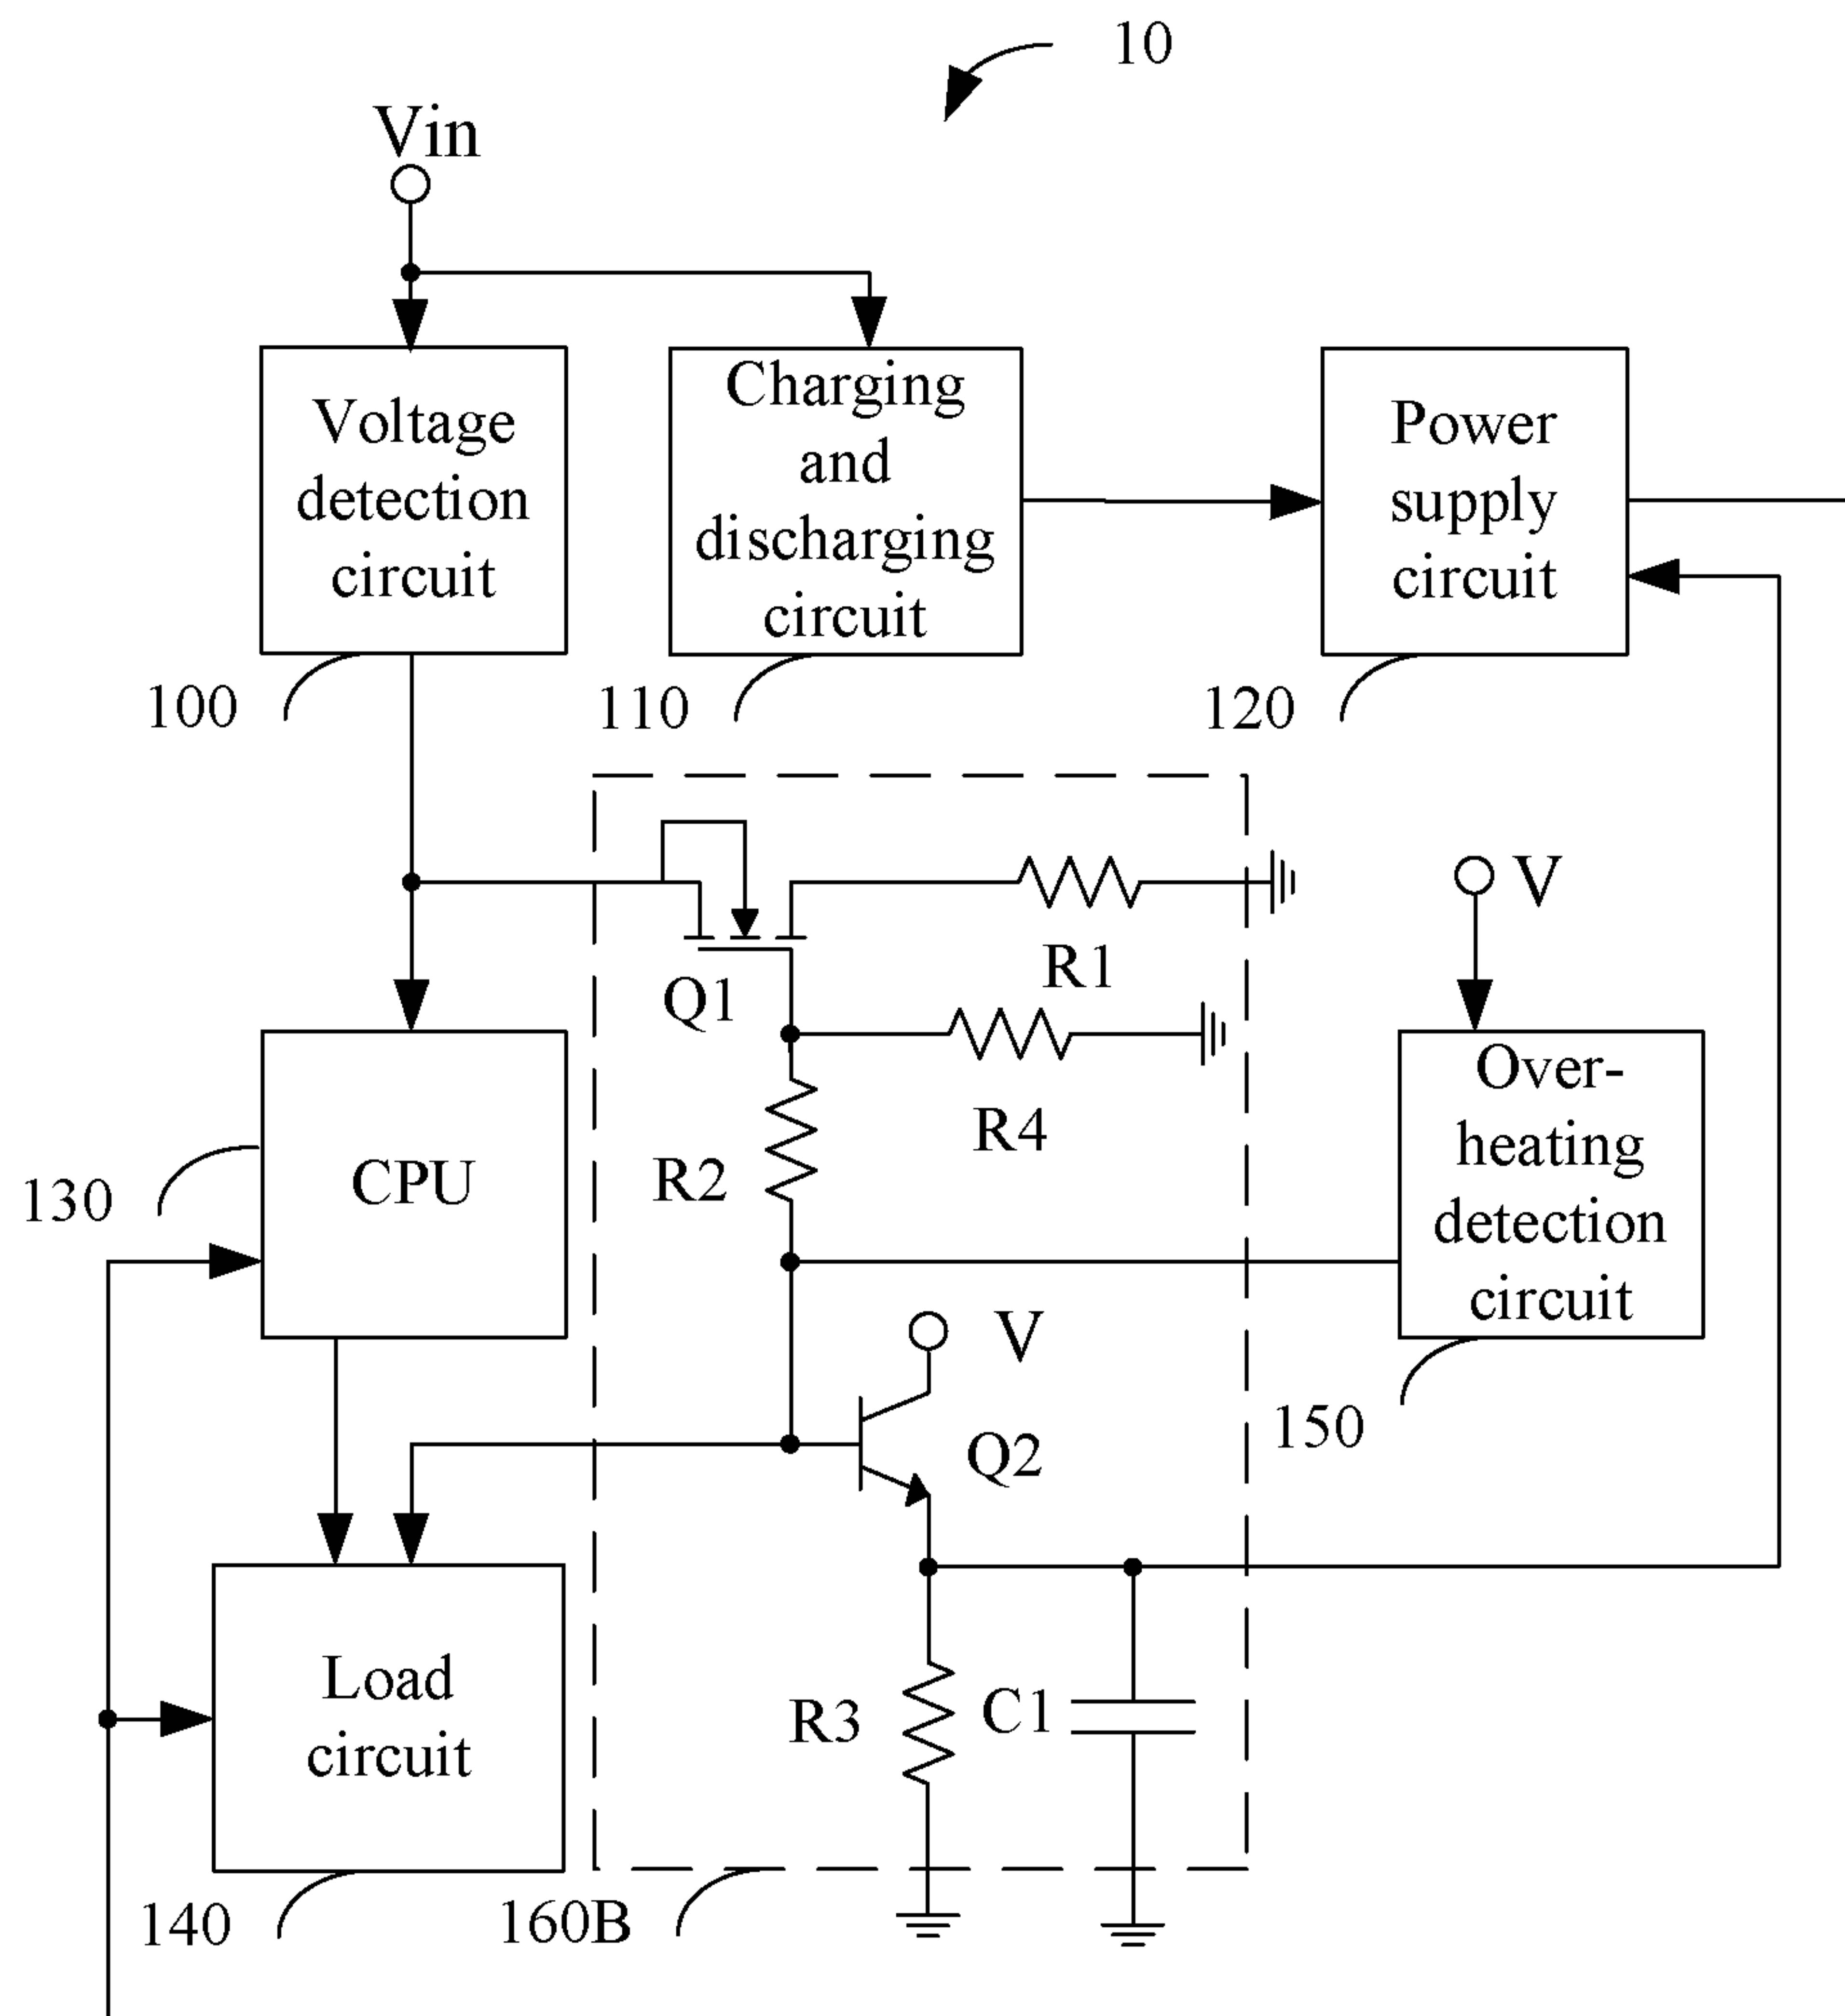 10
Vin
Voltage
detection
circuit
Charging
and
discharging
circuit
Power
supply
circuit
100
110
120
V
Q1
R1
Over-
heating
detection
circuit
R4
R2
CPU
130
V
150
Q2
Load
circuit
R3
C1
140
160B